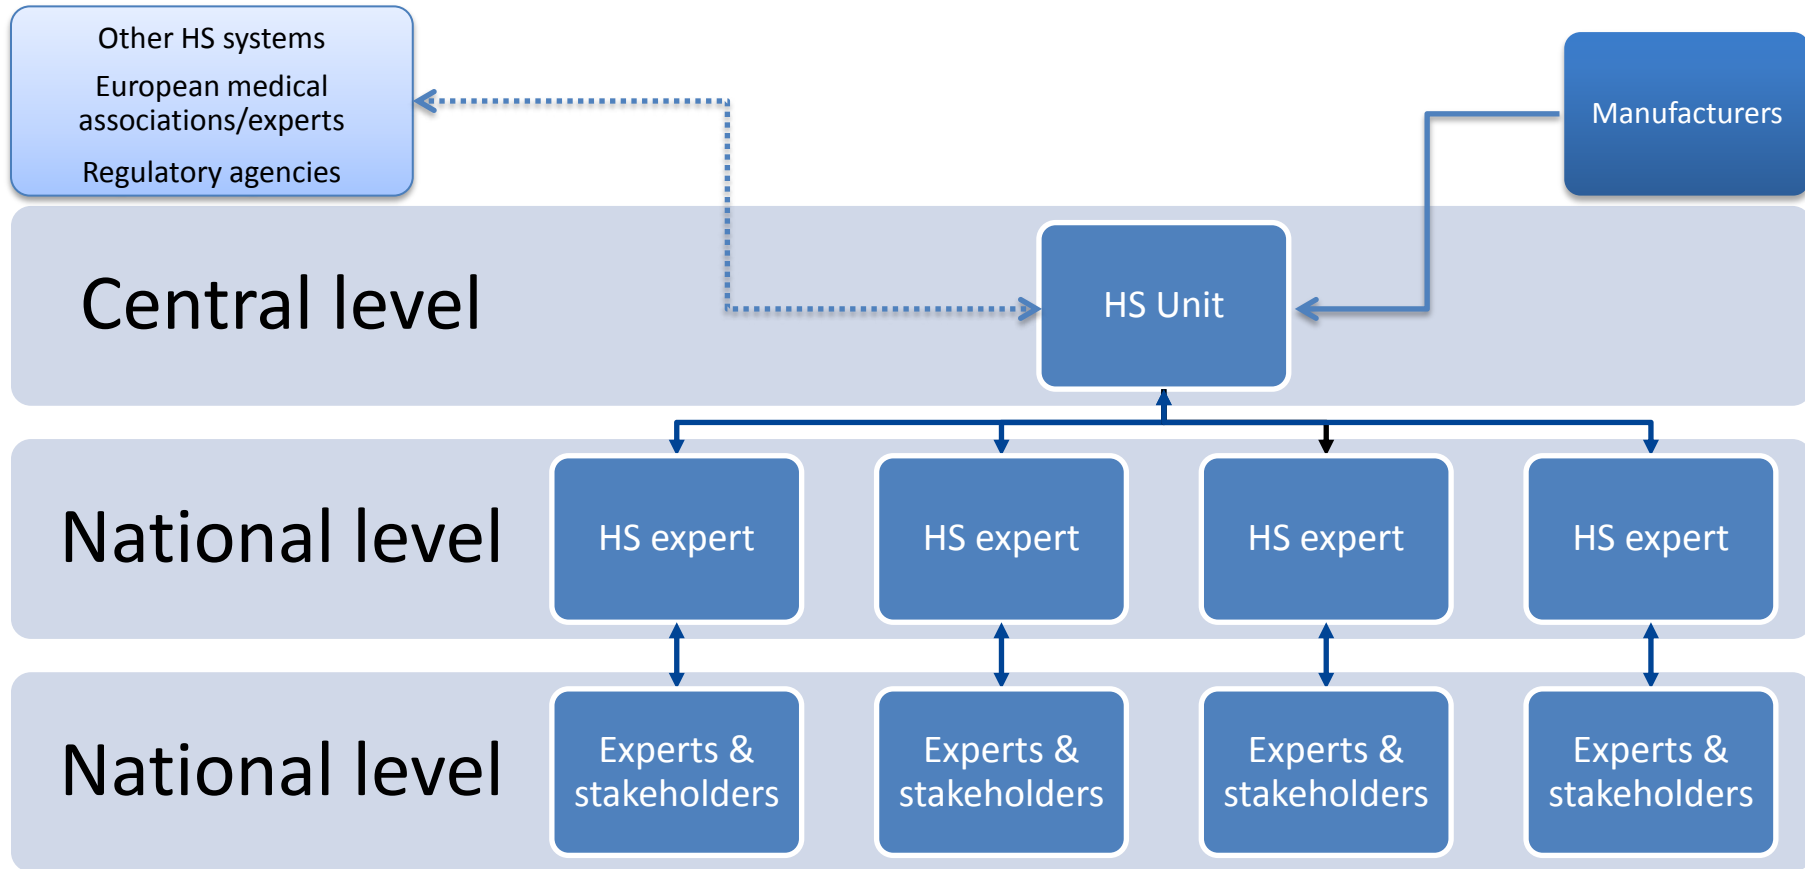 Other HS systems
European medical
associations/experts
Regulatory agencies
Manufacturers
Central level
HS Unit
National level
HS expert
HS expert
HS expert
HS expert
National level
Experts &
stakeholders
Experts &
stakeholders
Experts &
stakeholders
Experts &
stakeholders